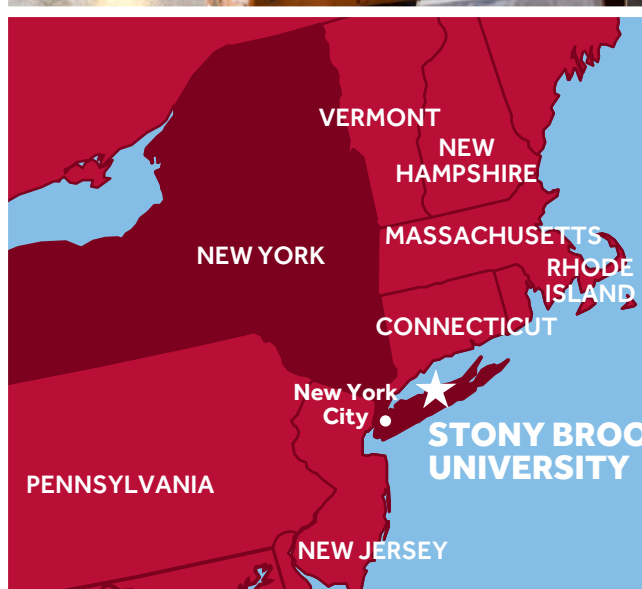 VERMONT
NEW
HAMPSHIRE
MASSACHUSETTS
NEW YORK
RHODE
ISLAND
CONNECTICUT
New York
City
STONY BROO
UNIVERSITY
PENNSYLVANIA
NEW JERSEY